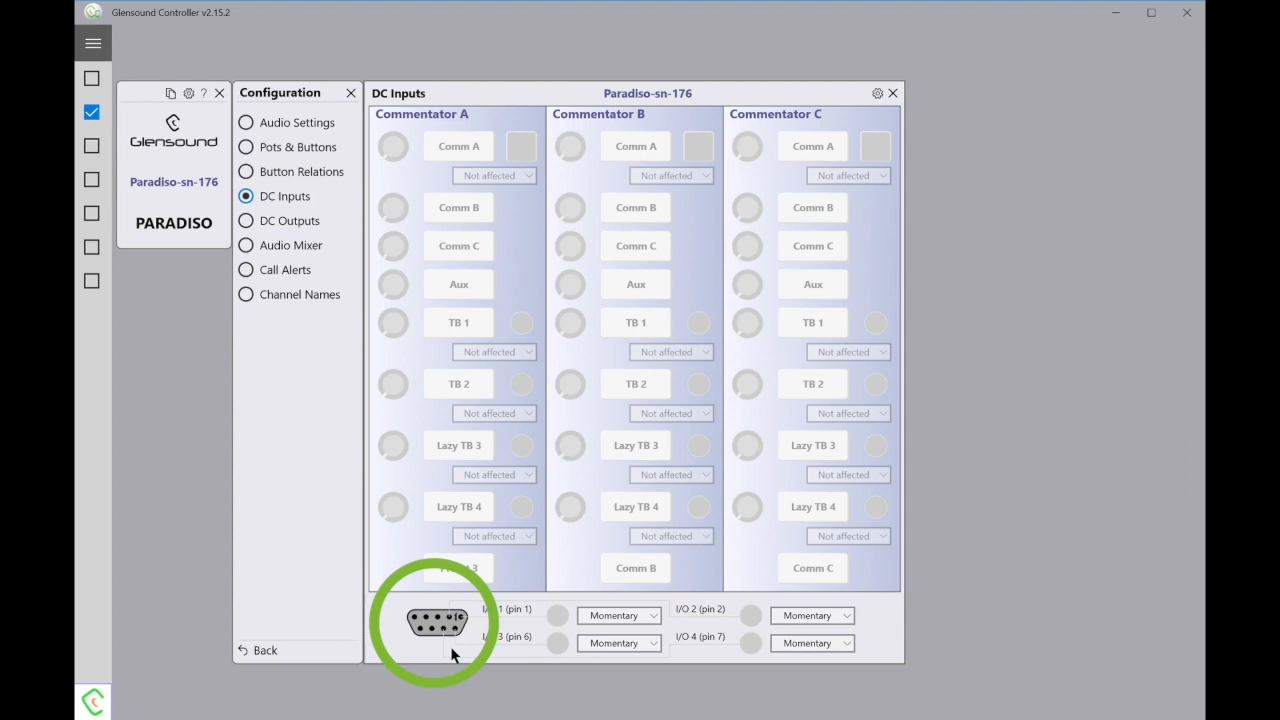 Glensound Controller v2.15.2
?
Glensound
Paradiso-sn-176
PARADISO
Configuration
Audio Settings
Pots & Buttons
Button Relations
DC Inputs
DC Outputs
Audio Mixer
Call Alerts
Channel Names
Back
DC Inputs
Paradiso-sn-176
Commentator A
Comm A
Not affected
Comm B
Comm C
Aux
TB 1
Not affected
TB 2
Not affected
Lazy TB 3
Not affected
Lazy TB 4
Not affected
3
Commentator B
Comm A
Not affected
Comm B
Comm C
Aux
TB 1
Not affected
TB 2
Not affected
Lazy TB 3
Not affected
Lazy TB 4
Not affected
Comm B
Commentator C
Comm A
Not affected
Comm B
Comm C
Aux
TB 1
Not affected
TB 2
Not affected
Lazy TB 3
Not affected
Lazy TB 4
Not affected
Comm C
1 (pin 1)
Momentary
I/O 2 (pin 2)
Momentary
3 (pin 6)
Momentary
I/O 4 (pin 7)
Momentary